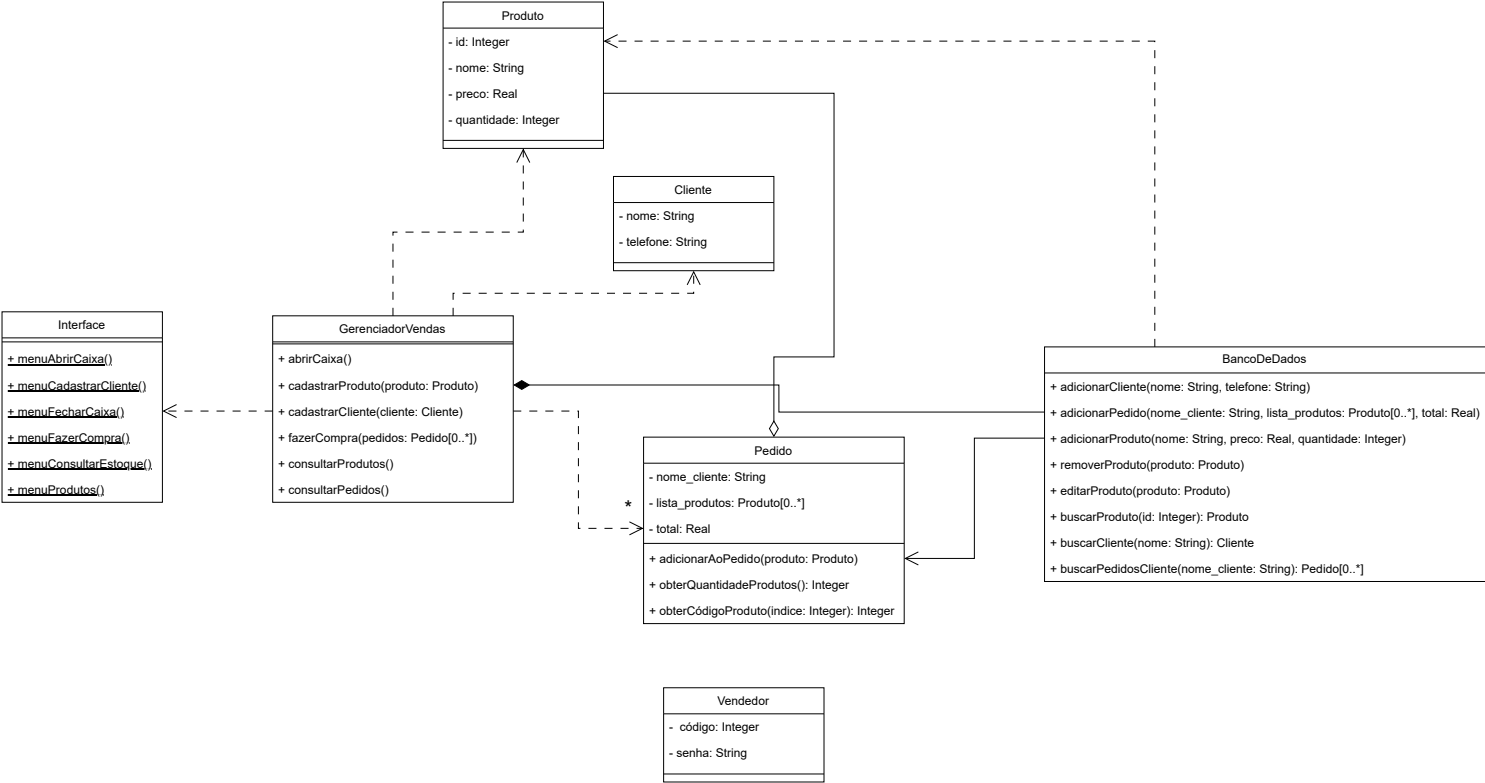 Produto
- id: Integer
- nome: String
- preco: Real
- quantidade: Integer
Cliente
- nome: String
- telefone: String
Interface
+ menuAbrirCaixa()
+ menuCadastrarCliente()
+ menuFecharCaixa()
+ menuFazerCompra()
+ menuConsultarEstoque()
+ menuProdutos()
GerenciadorVendas
+ abrirCaixa()
+ cadastrarProduto(produto: Produto)
+ cadastrarCliente(cliente: Cliente)
+ fazerCompra(pedidos: Pedido[0..*])
+ consultarProdutos()
+ consultarPedidos()
*
Pedido
- nome_cliente: String
- lista_produtos: Produto[0..*]
- total: Real
+ adicionarAoPedido(produto: Produto)
+ obterQuantidadeProdutos(): Integer
+ obterCódigoProduto(indice: Integer): Integer
BancoDeDados
+ adicionarCliente(nome: String, telefone: String)
+ adicionarPedido(nome_cliente: String, lista_produtos: Produto[0..*], total: Real)
+ adicionarProduto(nome: String, preco: Real, quantidade: Integer)
+ removerProduto(produto: Produto)
+ editarProduto(produto: Produto)
+ buscarProduto(id: Integer): Produto
+ buscarCliente(nome: String): Cliente
+ buscarPedidosCliente(nome_cliente: String): Pedido[0..*]
Vendedor
- código: Integer
- senha: String